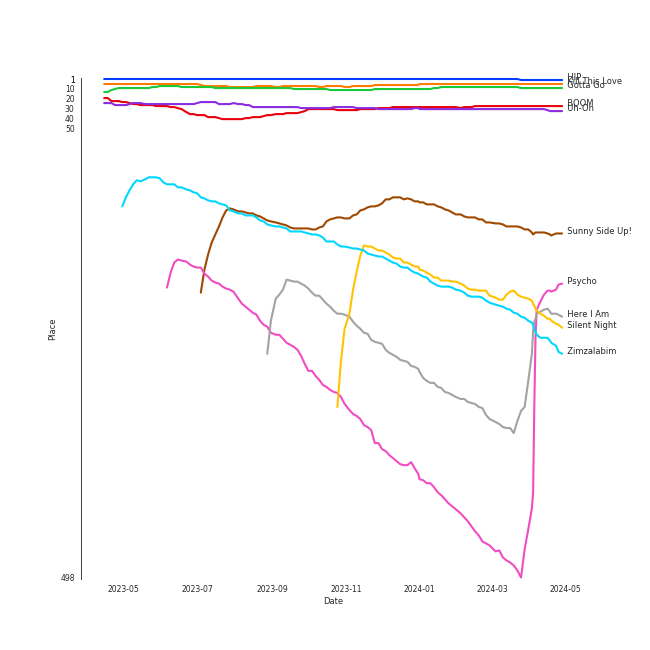 1
10
20
30
40
50
498
Place
HIP
Kill This Love
Gotta Go
BOOM
Uh-Oh
Sunny Side Up!
Psycho
Here I Am
Silent Night
Zimzalabim
2023-05
2023-07
2023-09
2023-11
2024-01
2024-03
2024-05
Date